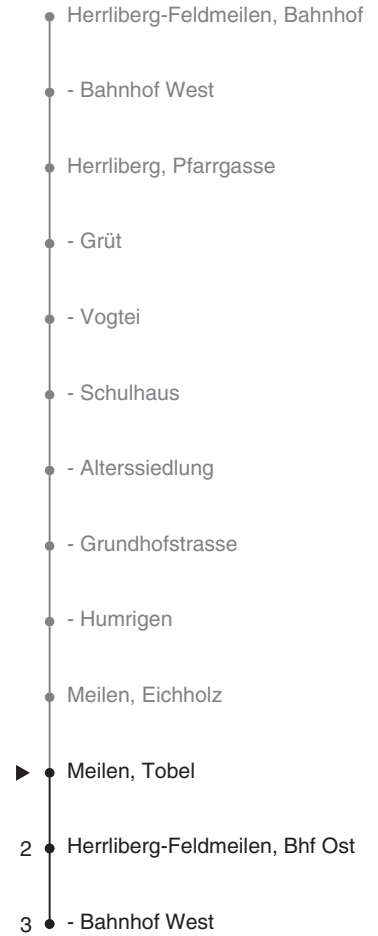 Herrliberg-Feldmeilen, Bahnhof
- Bahnhof West
Herrliberg, Pfarrgasse
- Grüt
- Vogtei
- Schulhaus
- Alterssiedlung
- Grundhofstrasse
- Humrigen
Meilen, Eichholz
Meilen, Tobel
2 Herrliberg-Feldmeilen, Bhf Ost
3 - Bahnhof West